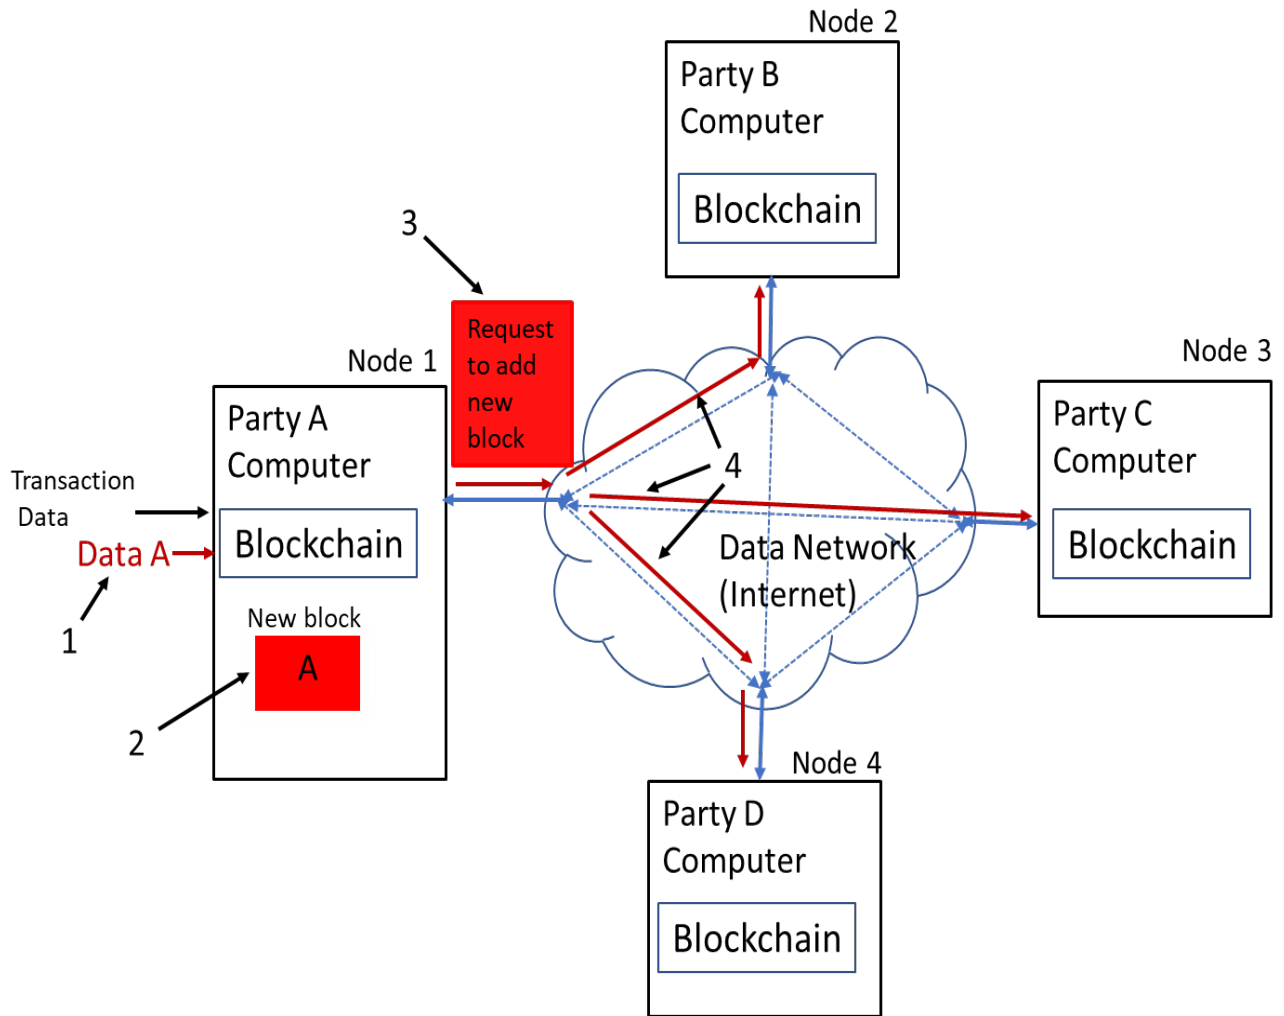 Node 2
Party B
Computer
Blockchain
3
Request
to add
new
block
Node 1
Party A
Computer
Blockchain
Transaction
Data
Data A
1
New block
A
2
4
Data Network
(Internet)
Node 3
Party C
Computer
Blockchain
Node 4
Party D
Computer
Blockchain